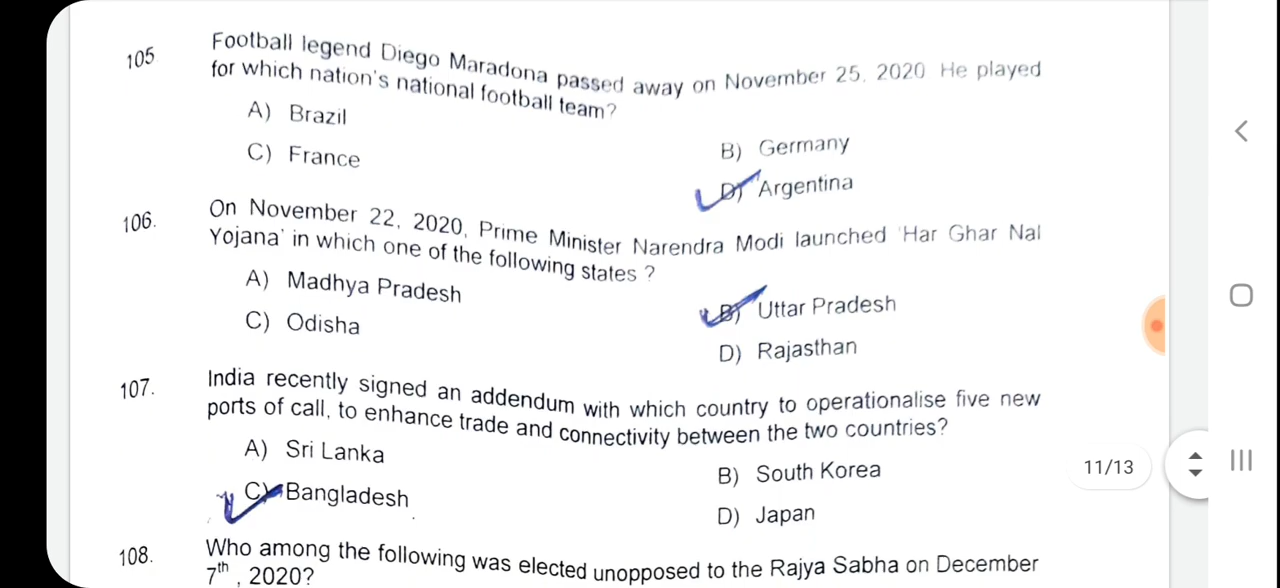 105 Football legend Diego Maradona passed away on November 25, 2020 He played
for which nation's national football team?
A) Brazil
B) Germany
C) France
D) Argentina
106. On November 22, 2020, Prime Minister Narendra Modi launched 'Har Ghar Nal
Yojana' in which one of the following states ?
A) Madhya Pradesh
B) Uttar Pradesh
C) Odisha
D) Rajasthan
107. India recently signed an addendum with which country to operationalise five new
ports of call, to enhance trade and connectivity between the two countries?
A) Sri Lanka
B) South Korea
C) Bangladesh
D) Japan
11/13
108. Who among the following was elected unopposed to the Rajya Sabha on December
7th , 2020?